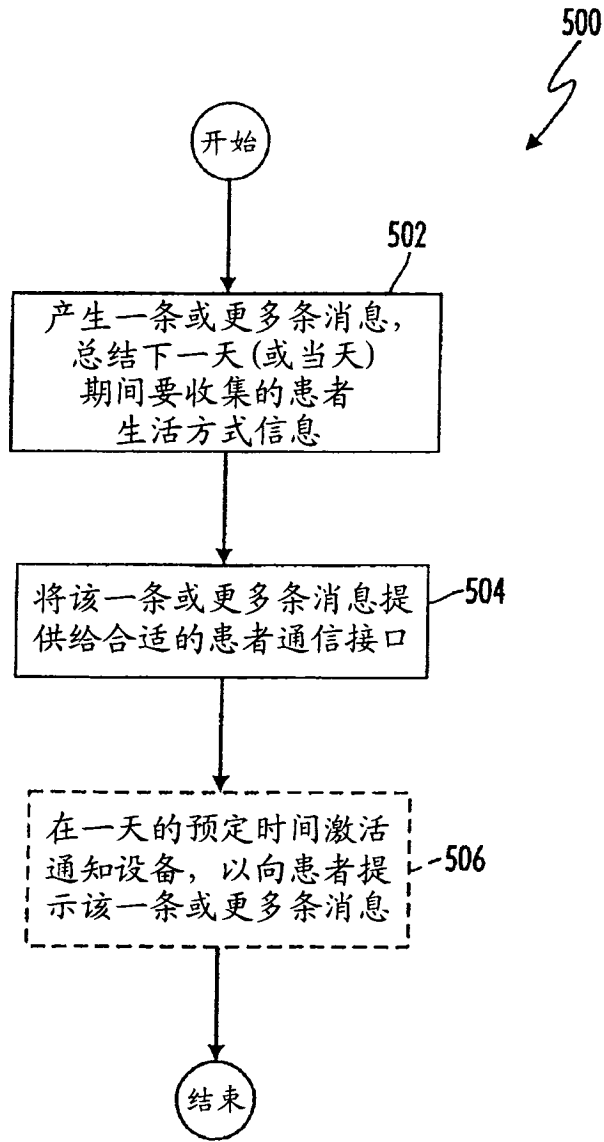 500
开始
502
产生一条或更多条消息,
总结下一天(或当天)
期间要收集的患者
生活方式信息
将该一条或更多条消息提
供给合适的患者通信接口
504
在一天的预定时间激活
通知设备, 以向患者提
示该一条或更多条消息
506
结束